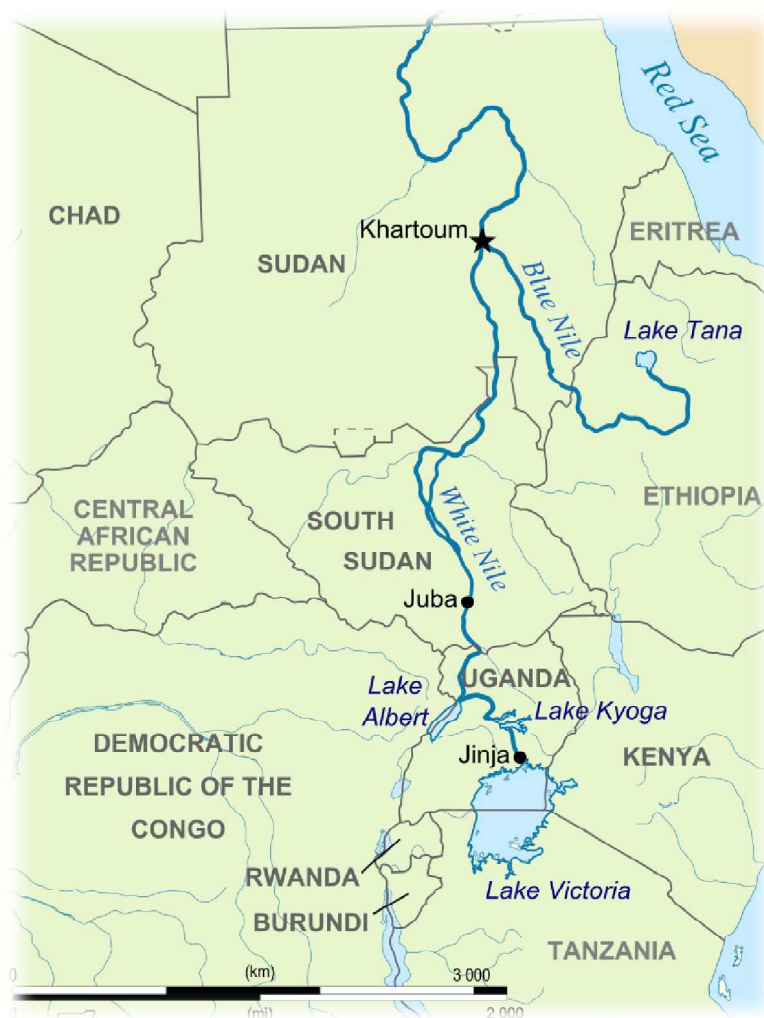 Red Sea
CHAD
Khartoum
ERITREA
SUDAN
Blue Nile
Lake Tana
CENTRAL
AFRICAN
REPUBLIC
SOUTH
SUDAN
White Nile
ETHIOPIA
Juba
UGANDA
Lake
Albert
Lake Kyoga
DEMOCRATIC
REPUBLIC OF THE
CONGO
Jinja
KENYA
RWANDA
BURUNDI
Lake Victoria
TANZANIA
0 (km) 3 000
0 (mi) 2 000